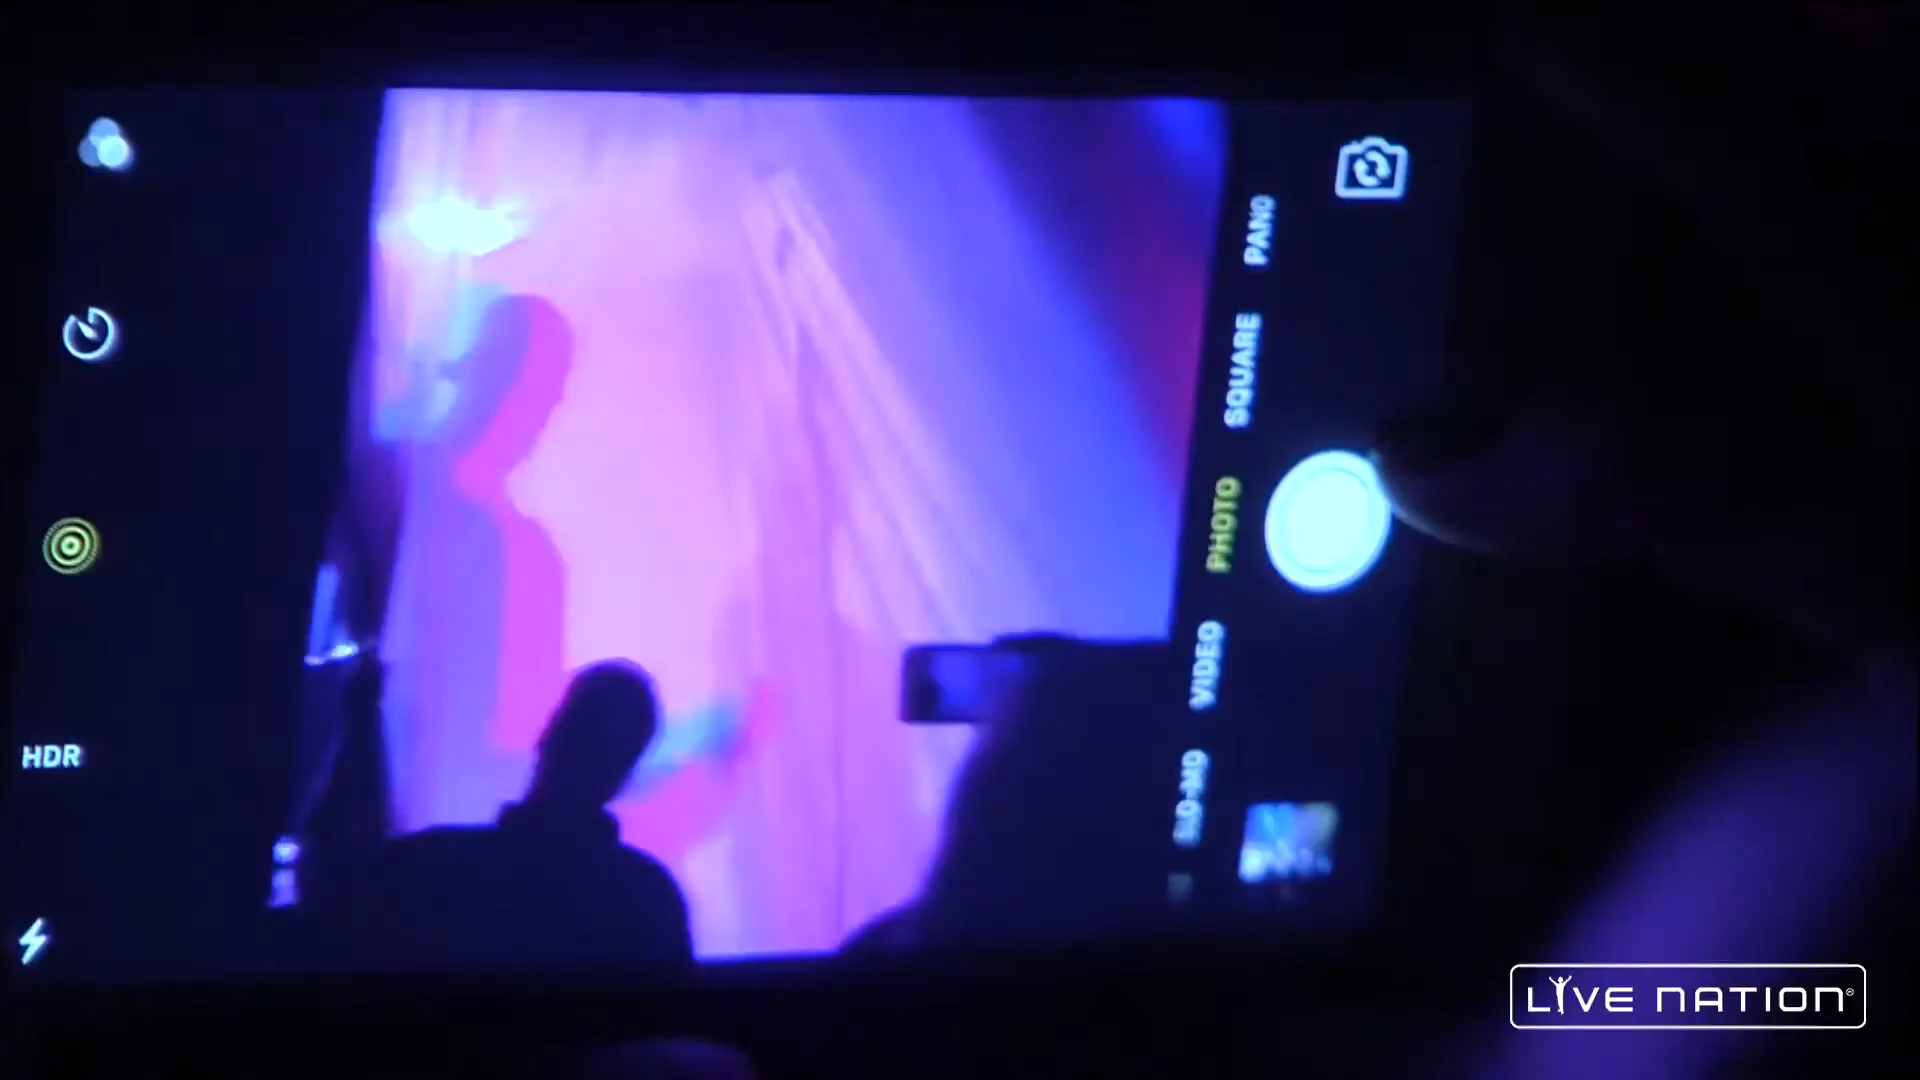 PANO
SQUARE
PHOTO
VIDEO
SLO-MO
HDR
LIVE NATION®